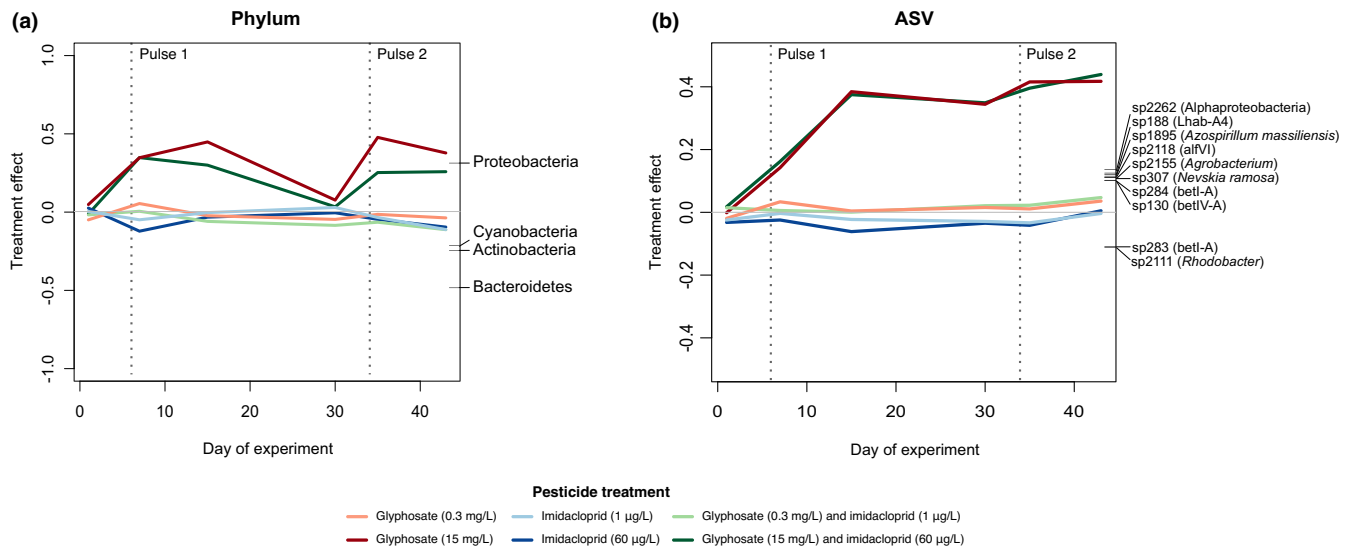 (a)
Phylum
Treatment effect
1.0
0.5
0.0
-0.5
-1.0
Pulse 1
Pulse 2
Proteobacteria
Cyanobacteria
Actinobacteria
Bacteroidetes
0
10
20
30
40
Day of experiment
(b)
ASV
Treatment effect
0.4
0.2
0.0
-0.2
-0.4
Pulse 1
Pulse 2
sp2262 (Alphaproteobacteria)
sp188 (Lhab-A4)
sp1895 (Azospirillum massiliensis)
sp2118 (alfVI)
sp2155 (Agrobacterium)
sp307 (Nevskia ramosa)
sp284 (betI-A)
sp130 (betIV-A)
sp283 (betI-A)
sp2111 (Rhodobacter)
0
10
20
30
40
Day of experiment
Pesticide treatment
Glyphosate (0.3 mg/L)
Imidacloprid (1 µg/L)
Glyphosate (0.3 mg/L) and imidacloprid (1 µg/L)
Glyphosate (15 mg/L)
Imidacloprid (60 µg/L)
Glyphosate (15 mg/L) and imidacloprid (60 µg/L)